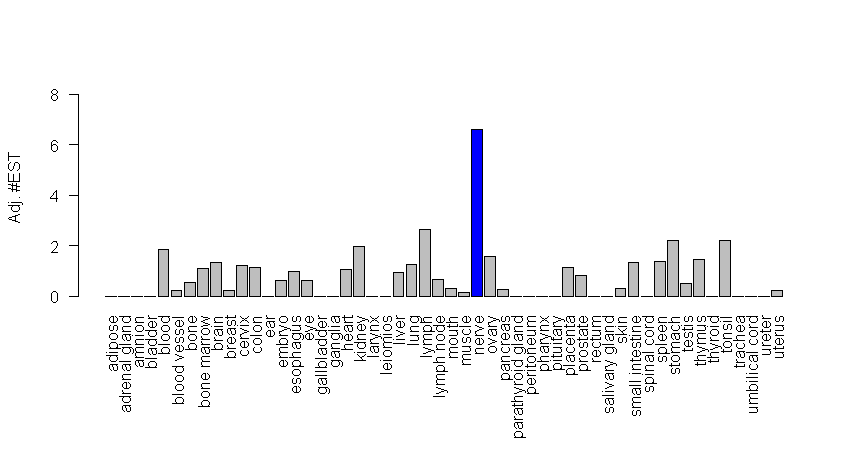 Adj. #EST
8
6
4
2
0
adipose
adrenal gland
amnion
bladder
blood
blood vessel
bone
bone marrow
brain
breast
cervix
colon
ear
embryo
esophagus
eye
gallbladder
ganglia
heart
kidney
larynx
leiomios
liver
lung
lymph
lymph node
mouth
muscle
nerve
ovary
pancreas
parathyroid gland
peritoneum
pharynx
pituitary
placenta
prostate
rectum
salivary gland
skin
small intestine
spinal cord
spleen
stomach
testis
thymus
thyroid
tonsil
trachea
umbilical cord
ureter
uterus